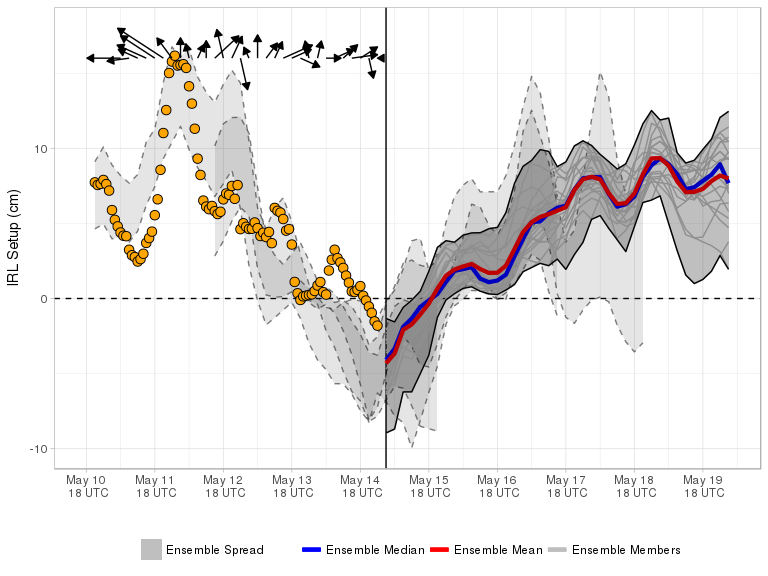 IRL Setup (cm)
10
0
-10
May 10 May 11 May 12 May 13 May 14 May 15 May 16 May 17 May 18 May 19
18 UTC 18 UTC 18 UTC 18 UTC 18 UTC 18 UTC 18 UTC 18 UTC 18 UTC 18 UTC
Ensemble Spread Ensemble Median Ensemble Mean Ensemble Members